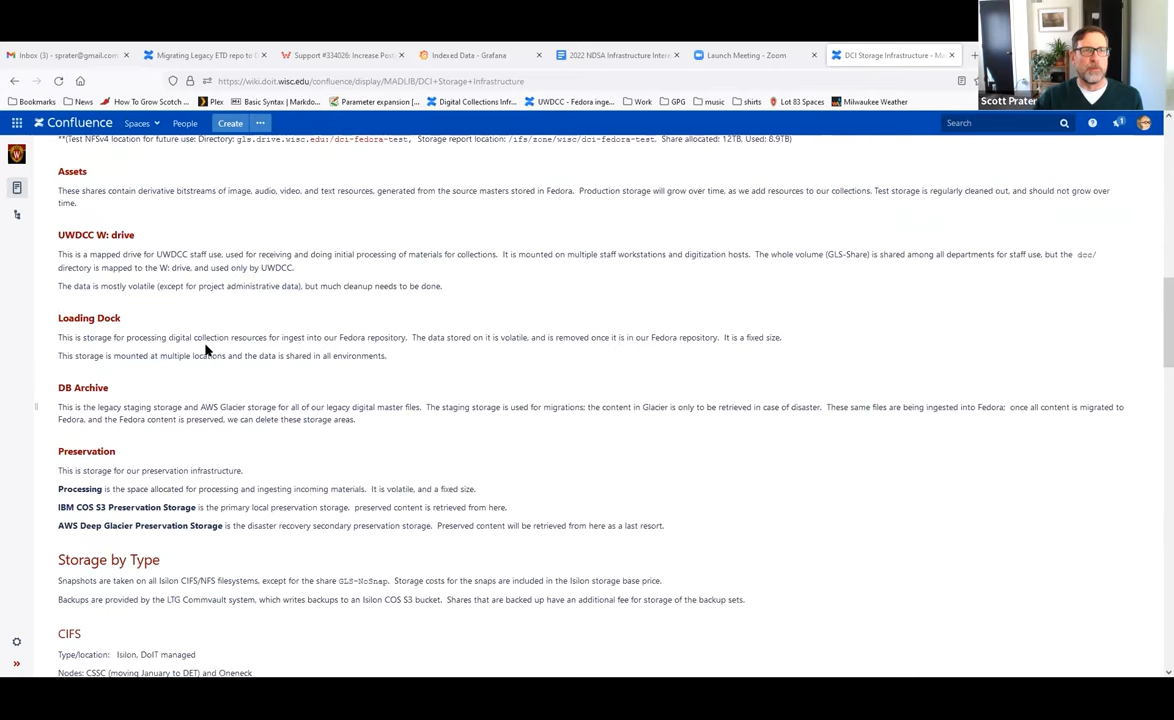 Inbox (3) - sprater@gmail.com
Migrating Legacy ETD repo to
Support #334026: Increase
Indexed Data - Grafana
2022 NDSA Infrastructure Inter
Launch Meeting - Zoom
DCI Storage Infrastructure -
https://wiki.doit.wisc.edu/confluence/display/MADLIB/DCI+Storage+Infrastructure
Bookmarks
News
How To Grow Scotch ...
Plex
Basic Syntax | Markdo...
Parameter expansion [...
Digital Collections Infr...
UWDCC - Fedora inge...
Work
GPG
music
shirts
Lot 83 Spaces
Milwaukee Weather
Scott Prater
Confluence
Spaces
People
Create
Search
1
**(Test NFSv4 location for future use: Directory: gls.drive.wisc.edu:/dci-fedora-test, Storage report location: /ifs/zone/wisc/dci-fedora-test, Share allocated: 12TB, Used: 8.9TB)
Assets
These shares contain derivative bitstreams of image, audio, video, and text resources, generated from the source masters stored in Fedora. Production storage will grow over time, as we add resources to our collections. Test storage is regularly cleaned out, and should not grow over
time.
UWDCC W: drive
This is a mapped drive for UWDCC staff use, used for receiving and doing initial processing of materials for collections. It is mounted on multiple staff workstations and digitization hosts. The whole volume (GLS-Share) is shared among all departments for staff use, but the dcc/
directory is mapped to the W: drive, and used only by UWDCC.
The data is mostly volatile (except for project administrative data), but much cleanup needs to be done.
Loading Dock
This is storage for processing digital collection resources for ingest into our Fedora repository. The data stored on it is volatile, and is removed once it is in our Fedora repository. It is a fixed size.
This storage is mounted at multiple locations and the data is shared in all environments.
DB Archive
This is the legacy staging storage and AWS Glacier storage for all of our legacy digital master files. The staging storage is used for migrations; the content in Glacier is only to be retrieved in case of disaster. These same files are being ingested into Fedora; once all content is migrated to
Fedora, and the Fedora content is preserved, we can delete these storage areas.
Preservation
This is storage for our preservation infrastructure.
Processing is the space allocated for processing and ingesting incoming materials. It is volatile, and a fixed size.
IBM COS S3 Preservation Storage is the primary local preservation storage. preserved content is retrieved from here.
AWS Deep Glacier Preservation Storage is the disaster recovery secondary preservation storage. Preserved content will be retrieved from here as a last resort.
Storage by Type
Snapshots are taken on all Isilon CIFS/NFS filesystems, except for the share GLS-NoSnap. Storage costs for the snaps are included in the Isilon storage base price.
Backups are provided by the LTG Commvault system, which writes backups to an Isilon COS S3 bucket. Shares that are backed up have an additional fee for storage of the backup sets.
CIFS
Type/location: Isilon, DoIT managed
Nodes: CSSC (moving January to DET) and Oneneck